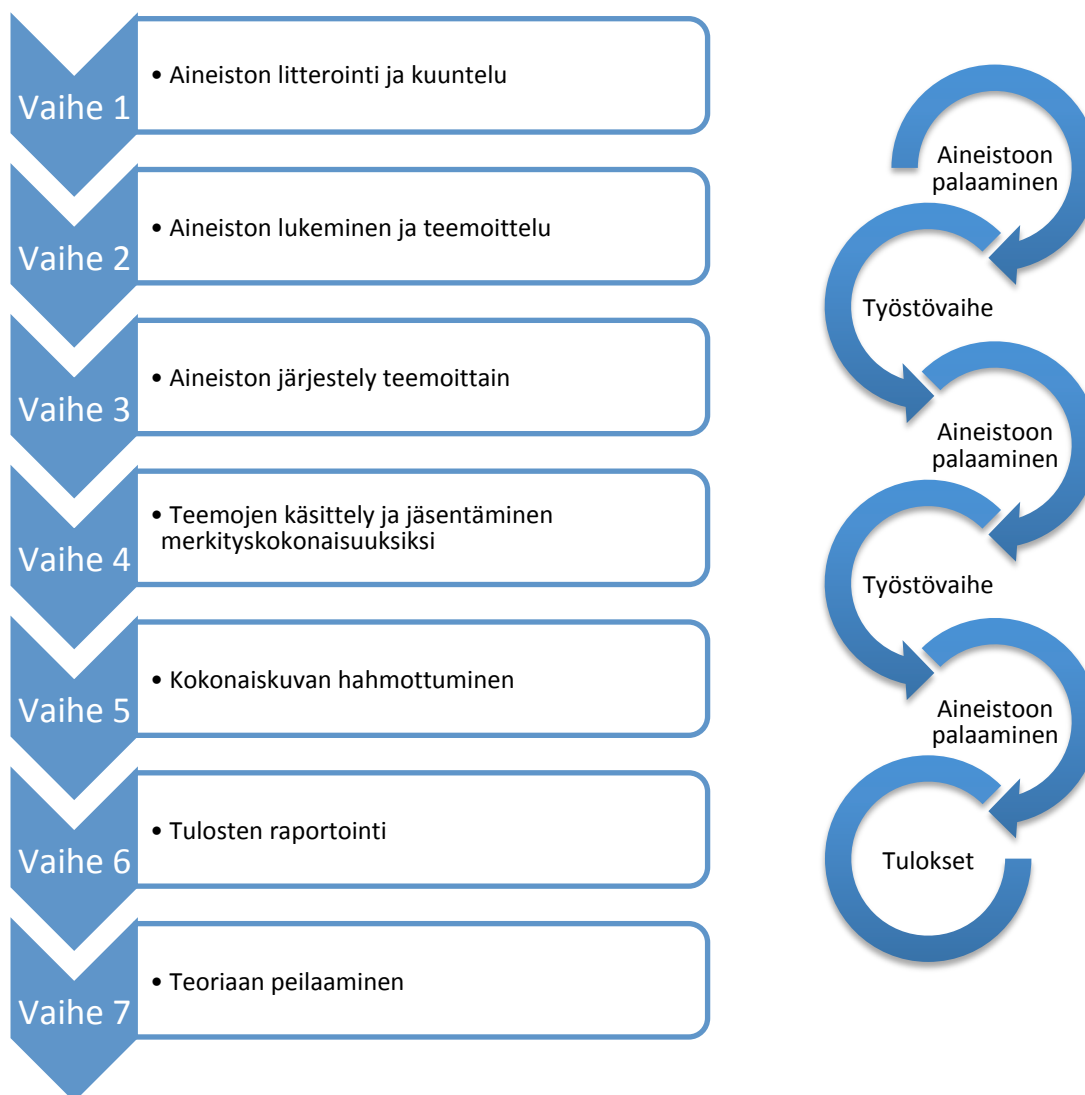 Vaihe 1
• Aineiston litterointi ja kuuntelu
Vaihe 2
• Aineiston lukeminen ja teemoittelu
Vaihe 3
• Aineiston järjestely teemoittain
Vaihe 4
• Teemojen käsittely ja jäsentäminen
merkityskokonaisuuksiksi
Vaihe 5
• Kokonaiskuvan hahmottuminen
Vaihe 6
• Tulosten raportointi
Vaihe 7
• Teoriaan peilaaminen
Aineistoon
palaaminen
Työstövaihe
Aineistoon
palaaminen
Työstövaihe
Aineistoon
palaaminen
Tulokset